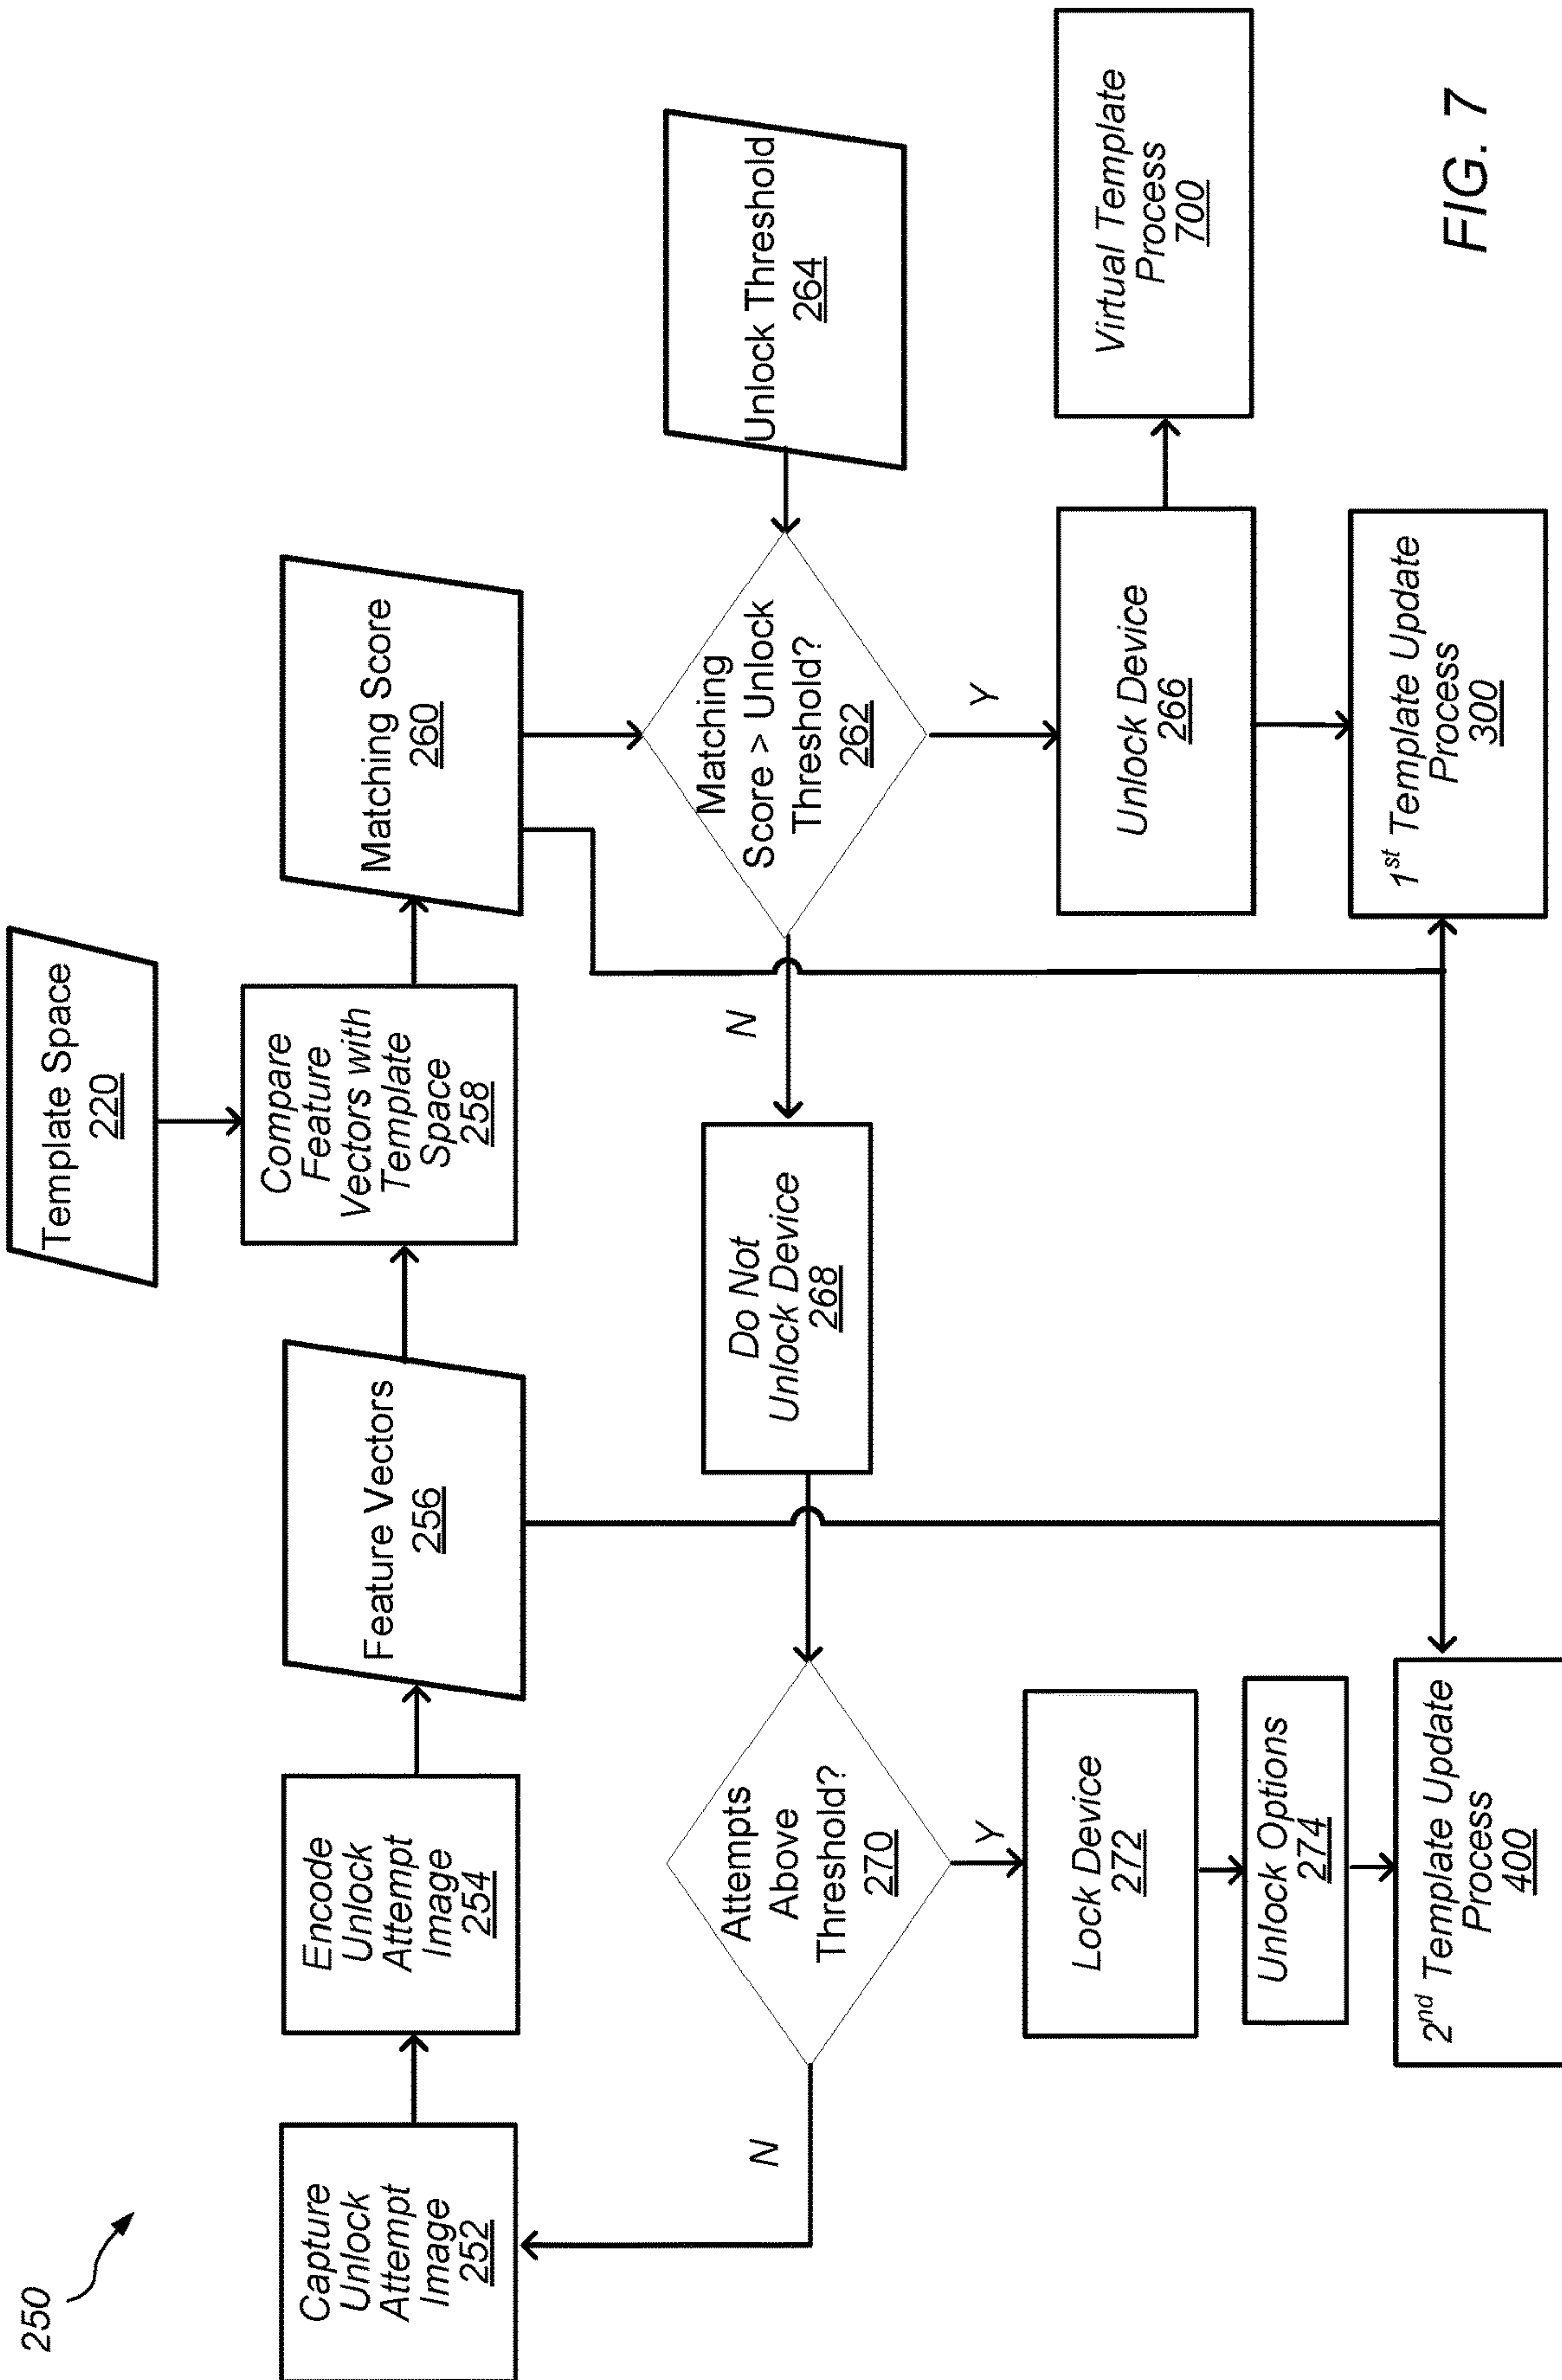 250
Capture
Unlock
Attempt
Image
252
Encode
Unlock
Attempt
Image
254
Feature Vectors
256
Template Space
220
Compare
Feature
Vectors with
Template
Space
258
Matching Score
260
Unlock Threshold
264
Matching
Score > Unlock
Threshold?
262
N
Y
Do Not
Unlock Device
268
Attempts
Above
Threshold?
270
N
Y
Lock Device
272
Unlock Options
274
2nd Template Update
Process
400
Unlock Device
266
Virtual Template
Process
700
1st Template Update
Process
300
FIG. 7